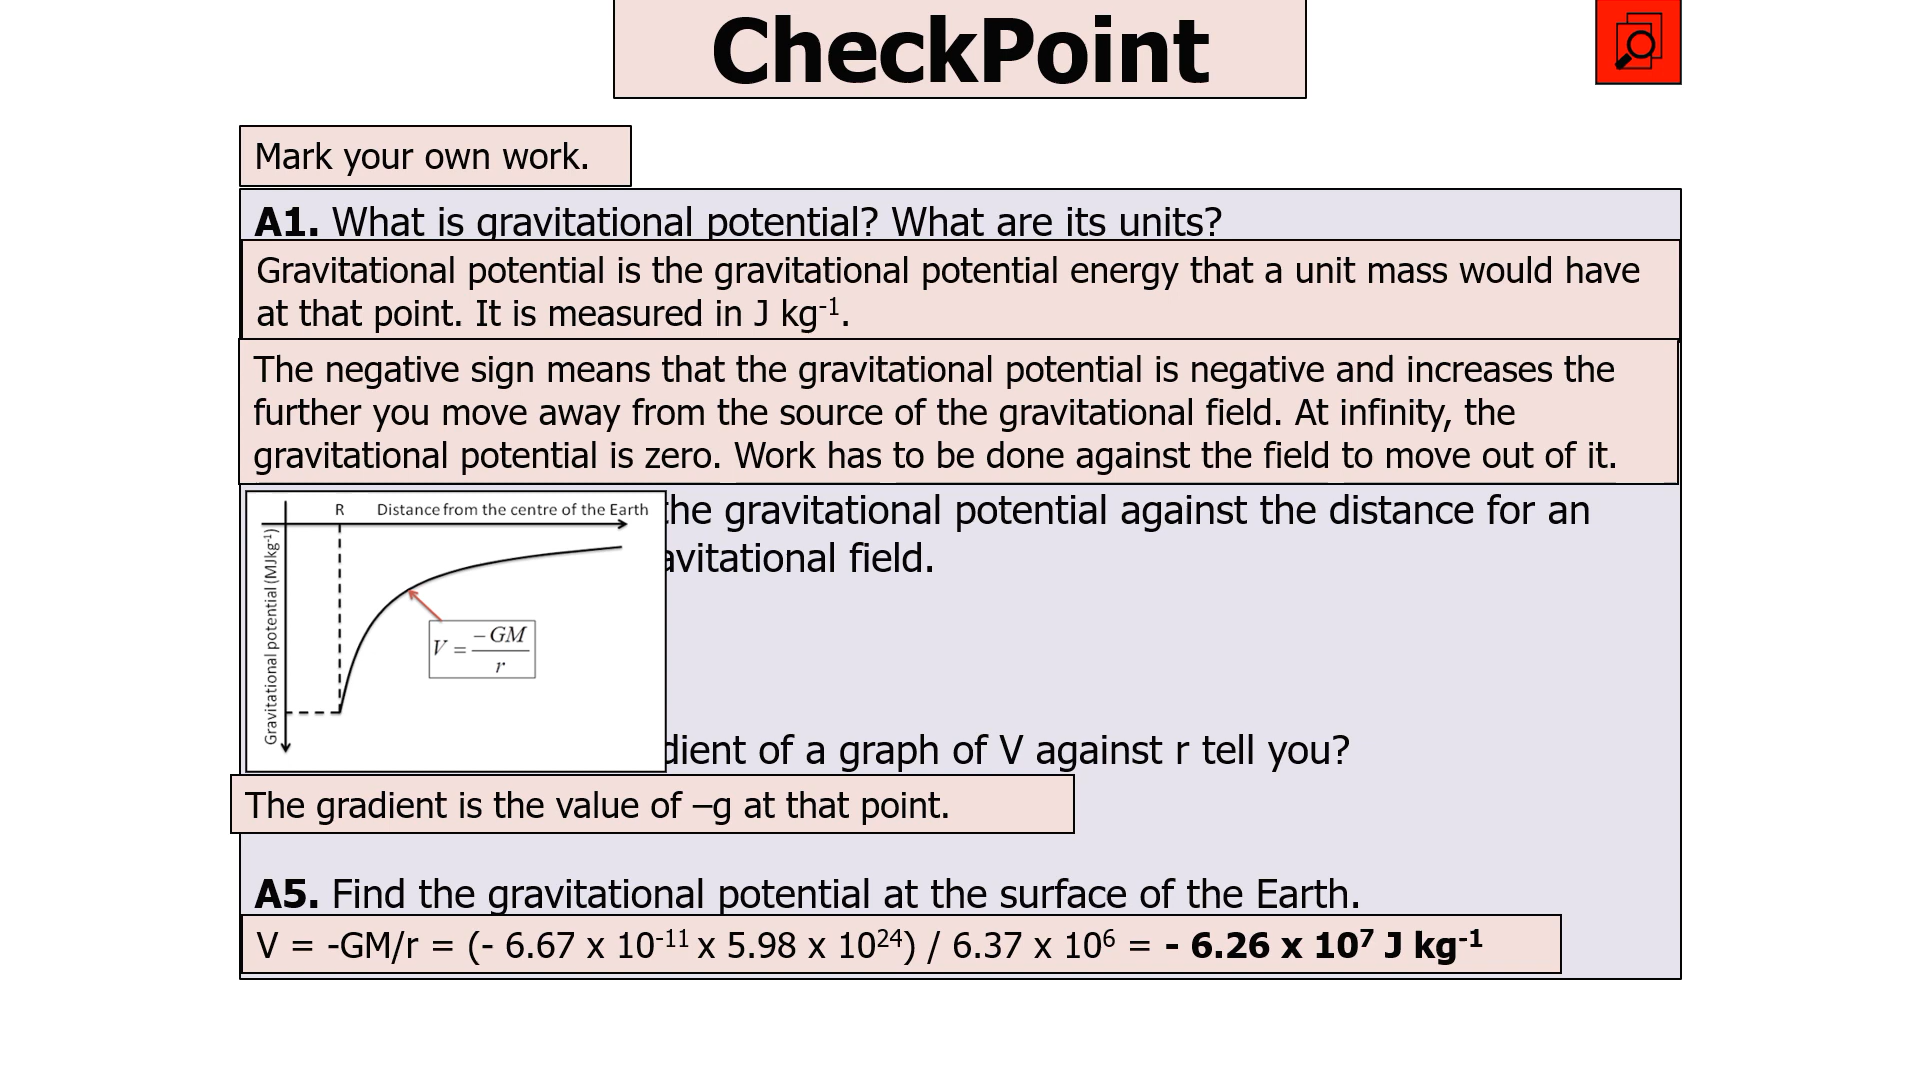 CheckPoint
Mark your own work.
A1. What is gravitational potential? What are its units?
Gravitational potential is the gravitational potential energy that a unit mass would have
at that point. It is measured in J kg⁻¹.
The negative sign means that the gravitational potential is negative and increases the
further you move away from the source of the gravitational field. At infinity, the
gravitational potential is zero. Work has to be done against the field to move out of it.
the gravitational potential against the distance for an
avitational field.
R Distance from the centre of the Earth
Gravitational potential (MJkg⁻¹)
V = −GM/r
dient of a graph of V against r tell you?
The gradient is the value of –g at that point.
A5. Find the gravitational potential at the surface of the Earth.
V = -GM/r = (- 6.67 x 10⁻¹¹ x 5.98 x 10²⁴) / 6.37 x 10⁶ = - 6.26 x 10⁷ J kg⁻¹